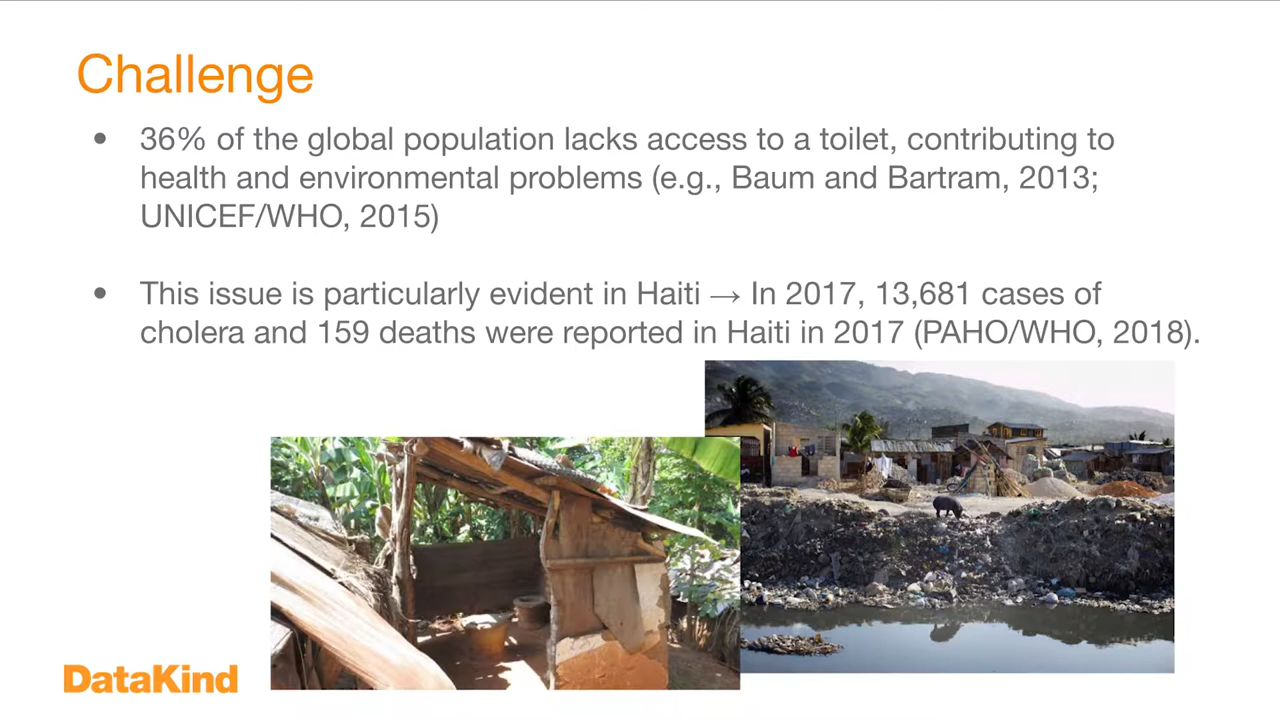 Challenge
• 36% of the global population lacks access to a toilet, contributing to
health and environmental problems (e.g., Baum and Bartram, 2013;
UNICEF/WHO, 2015)
• This issue is particularly evident in Haiti → In 2017, 13,681 cases of
cholera and 159 deaths were reported in Haiti in 2017 (PAHO/WHO, 2018).
DataKind